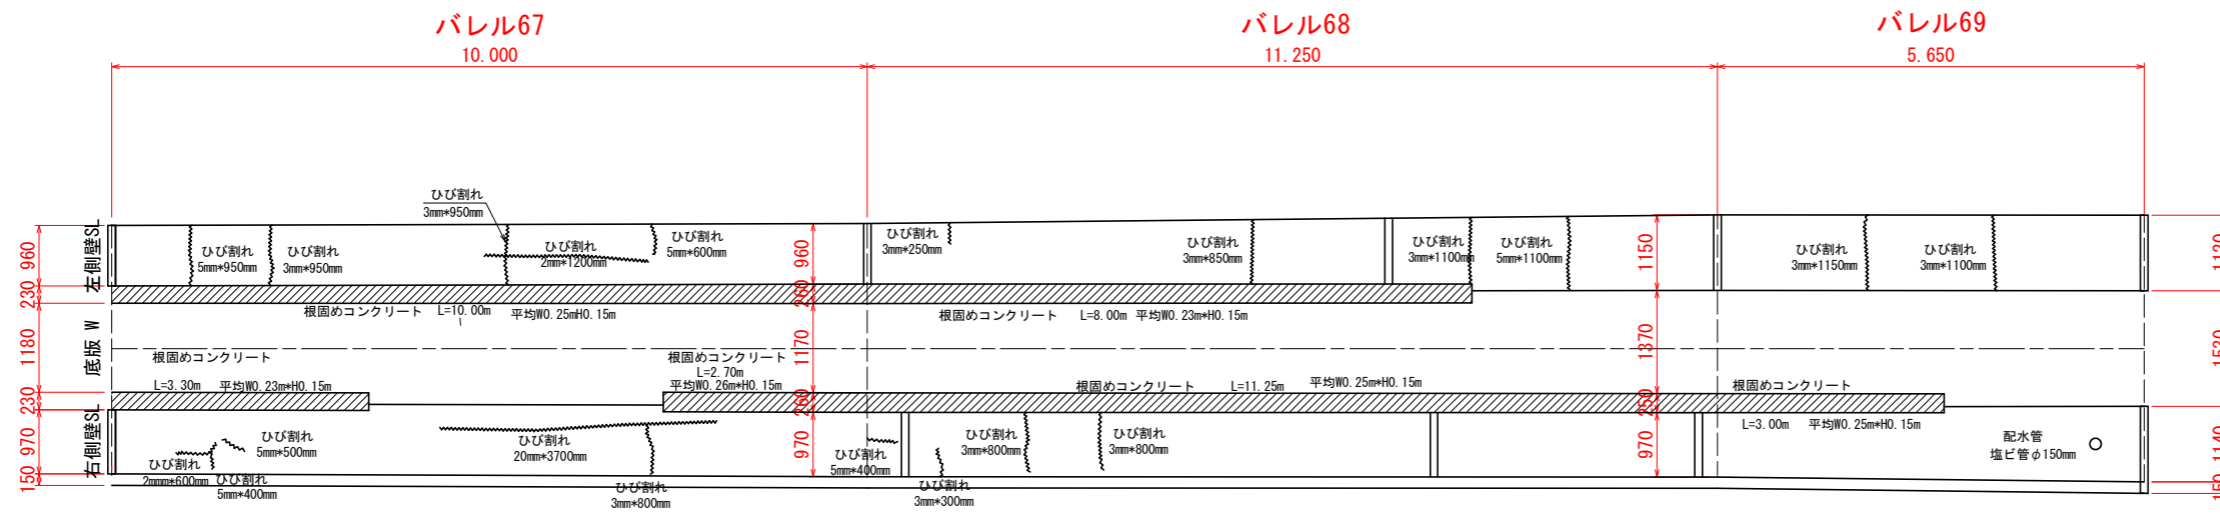 バレル67
バレル68
バレル69
10.000
11.250
5.650
ひび割れ
3mm*950mm
ひび割れ
5mm*950mm
ひび割れ
3mm*950mm
ひび割れ
2mm*1200mm
ひび割れ
5mm*600mm
ひび割れ
3mm*250mm
ひび割れ
3mm*850mm
ひび割れ
3mm*1100mm
ひび割れ
5mm*1100mm
ひび割れ
3mm*1150mm
ひび割れ
3mm*1100mm
左側壁SL
底版 W
右側壁SL
960
230
1180
230
970
150
960
260
1170
260
970
1150
1370
250
970
1140
根固めコンクリート L=10.00m 平均W0.25mH0.15m
根固めコンクリート L=8.00m 平均W0.23m*H0.15m
根固めコンクリート
L=3.30m 平均W0.23m*H0.15m
根固めコンクリート
L=2.70m
平均W0.26m*H0.15m
根固めコンクリート L=11.25m 平均W0.25m*H0.15m
根固めコンクリート
L=3.00m 平均W0.25m*H0.15m
ひび割れ
5mm*500mm
ひび割れ
2mmm*600mm
ひび割れ
5mm*400mm
ひび割れ
20mm*3700mm
ひび割れ
3mm*800mm
ひび割れ
5mm*400mm
ひび割れ
3mm*300mm
ひび割れ
3mm*800mm
ひび割れ
3mm*800mm
配水管
塩ビ管φ150mm